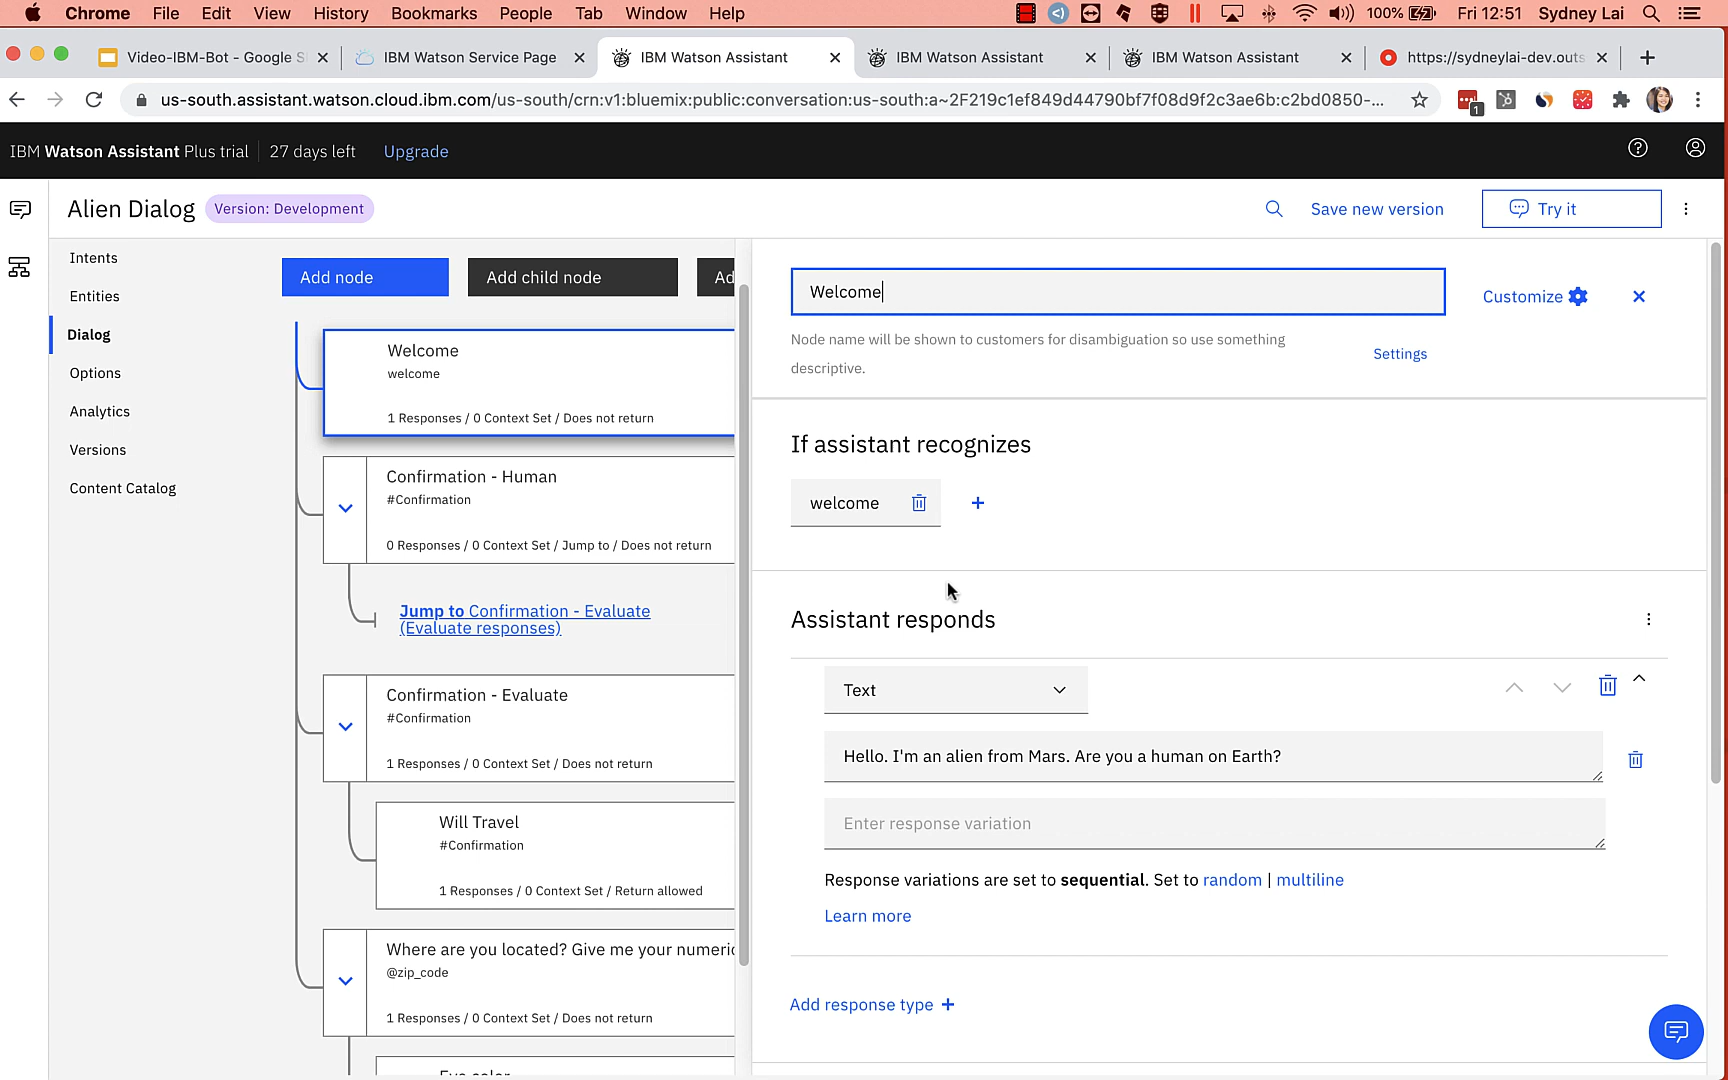 Chrome File Edit View History Bookmarks People Tab Window Help 100% Fri 12:51 Sydney Lai
Video-IBM-Bot - Google S IBM Watson Service Page IBM Watson Assistant IBM Watson Assistant IBM Watson Assistant https://sydneylai-dev.outs
us-south.assistant.watson.cloud.ibm.com/us-south/crn:v1:bluemix:public:conversation:us-south:a~2F219c1ef849d44790bf7f08d9f2c3ae6b:c2bd0850-... 1
IBM Watson Assistant Plus trial 27 days left Upgrade
Alien Dialog Version: Development Save new version Try it
Intents
Entities
Dialog
Options
Analytics
Versions
Content Catalog
Add node Add child node Ad
Welcome
welcome
1 Responses / 0 Context Set / Does not return
Confirmation - Human
#Confirmation
0 Responses / 0 Context Set / Jump to / Does not return
Jump to Confirmation - Evaluate
(Evaluate responses)
Confirmation - Evaluate
#Confirmation
1 Responses / 0 Context Set / Does not return
Will Travel
#Confirmation
1 Responses / 0 Context Set / Return allowed
Where are you located? Give me your numeric
@zip_code
1 Responses / 0 Context Set / Does not return
Eye color
Welcome
Customize
Node name will be shown to customers for disambiguation so use something
descriptive.
Settings
If assistant recognizes
welcome
Assistant responds
Text
Hello. I'm an alien from Mars. Are you a human on Earth?
Enter response variation
Response variations are set to sequential. Set to random | multiline
Learn more
Add response type